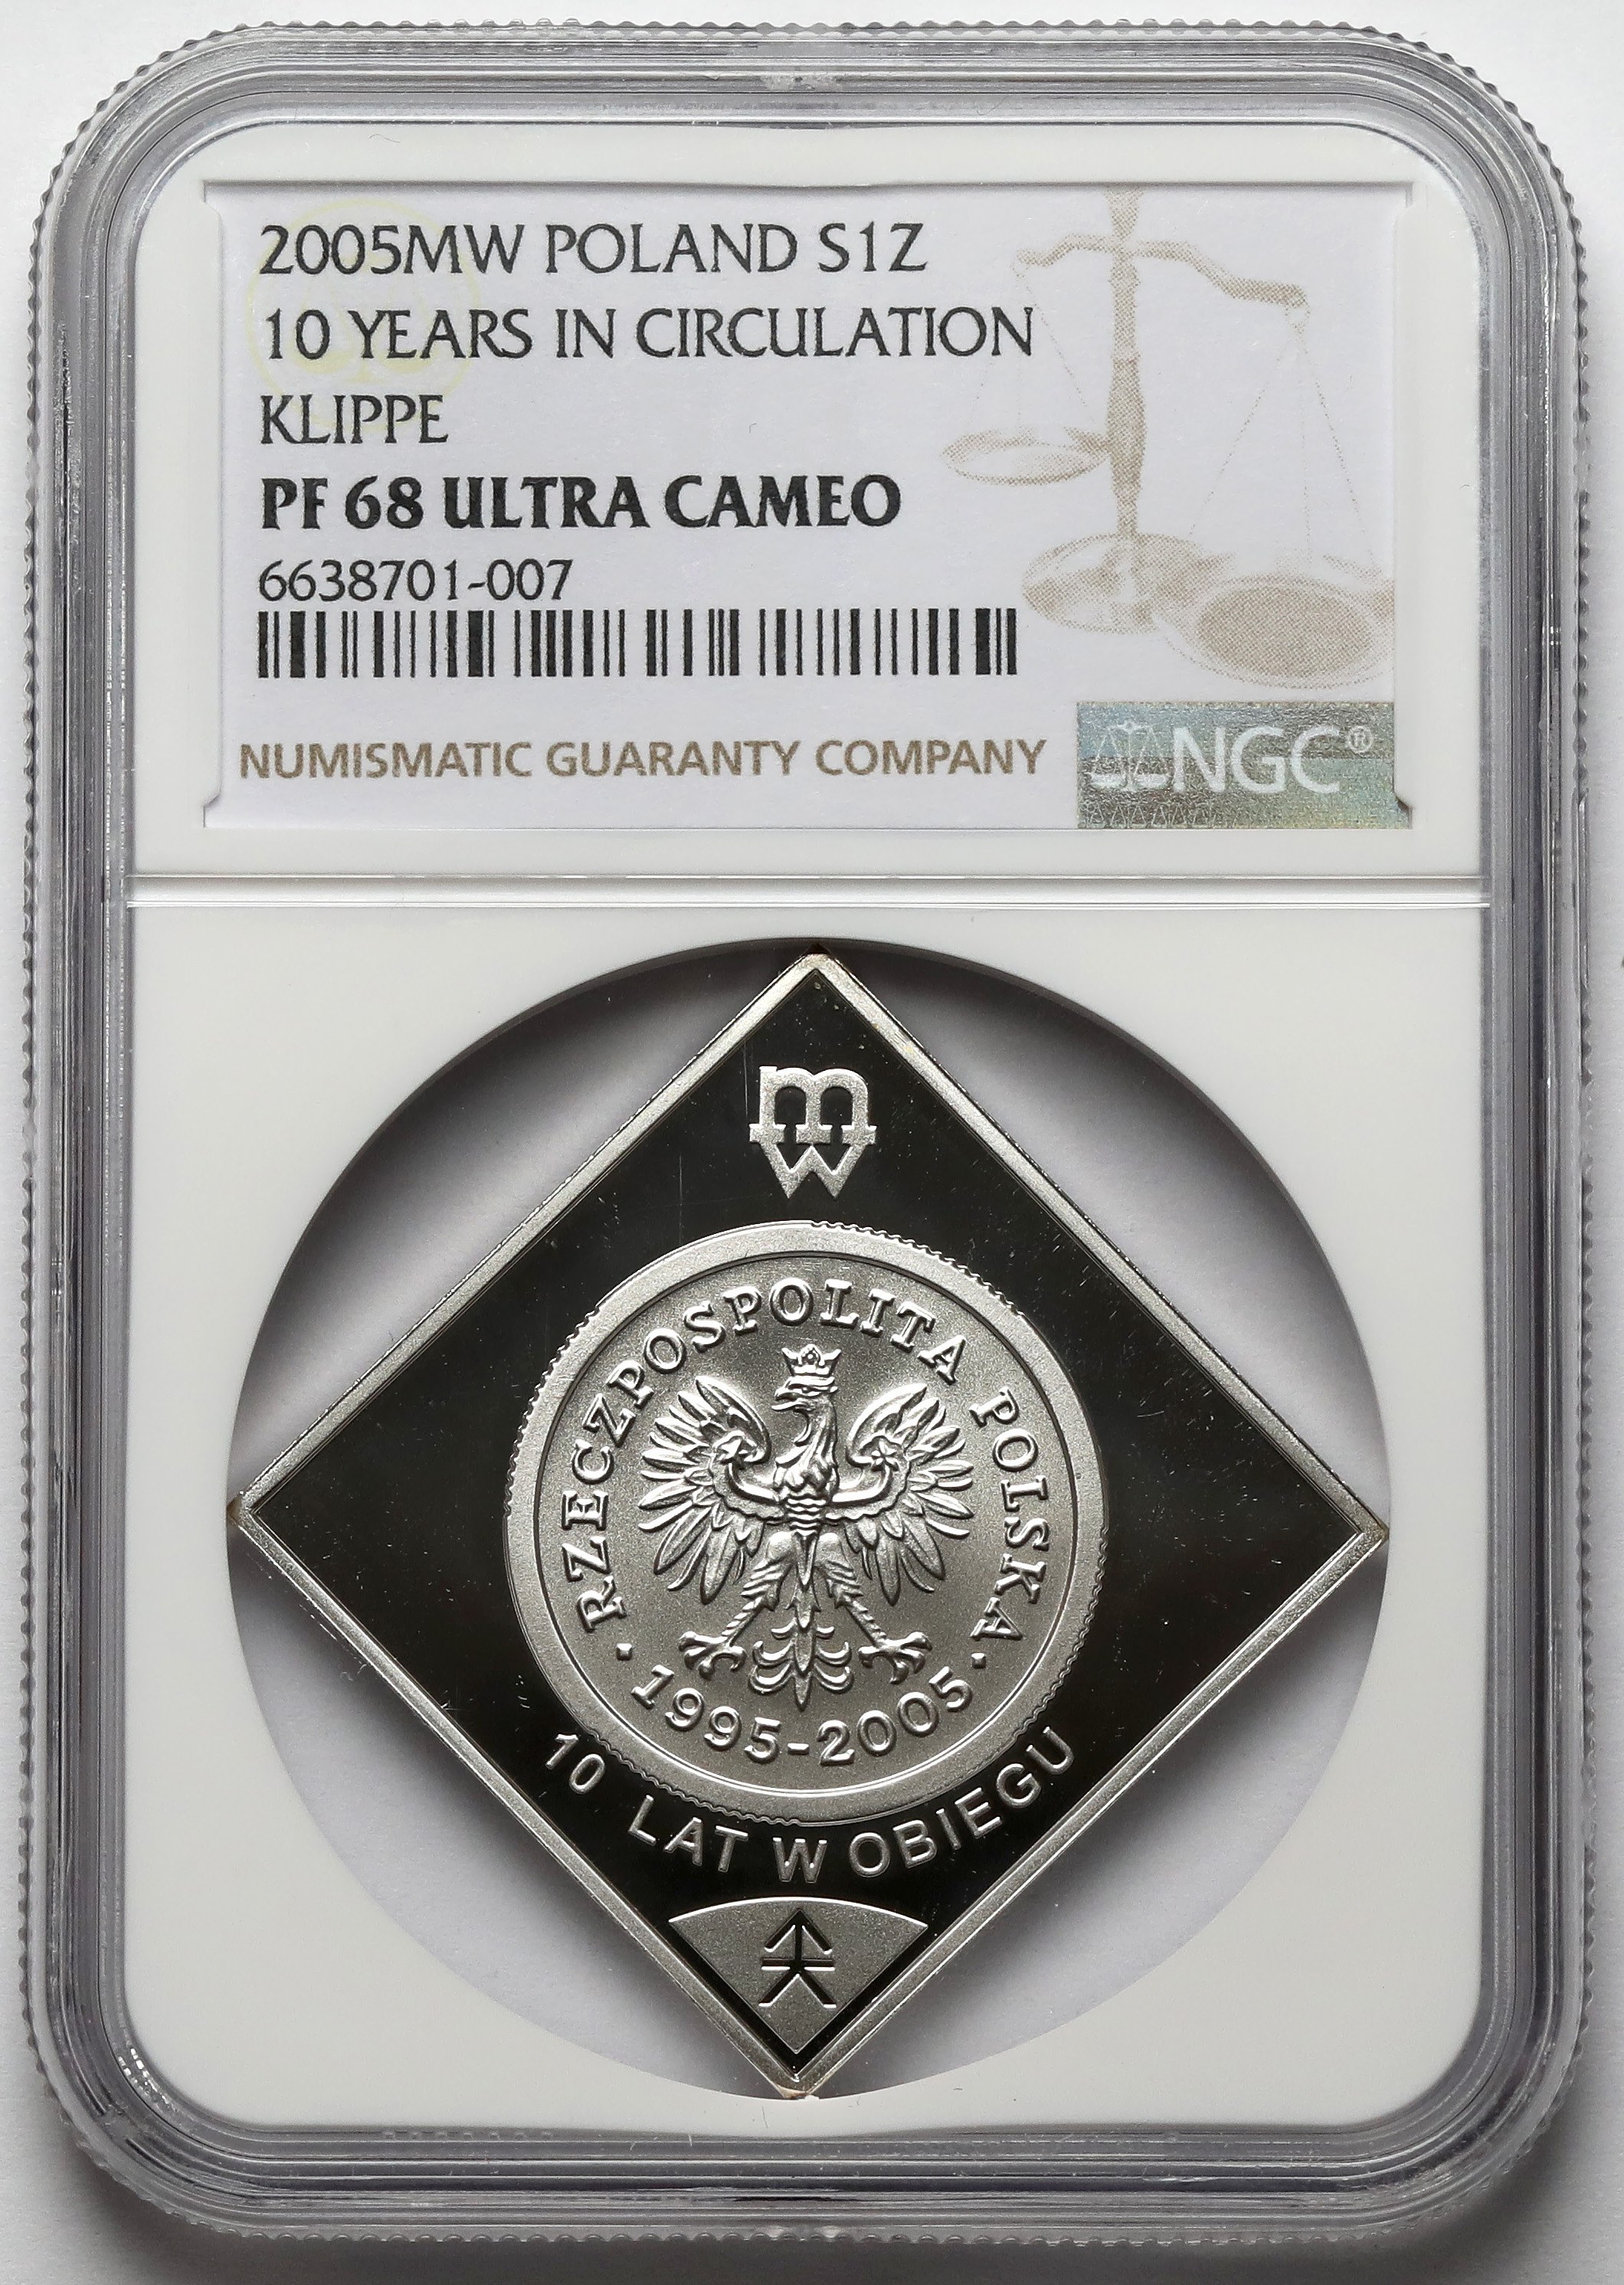 2005MW POLAND S1Z
10 YEARS IN CIRCULATION
KLIPPE
PF 68 ULTRA CAMEO
6638701-007
NUMISMATIC GUARANTY COMPANY
NGC®
mw
RZECZPOSPOLITA POLSKA
· 1995-2005 ·
10 LAT W OBIEGU